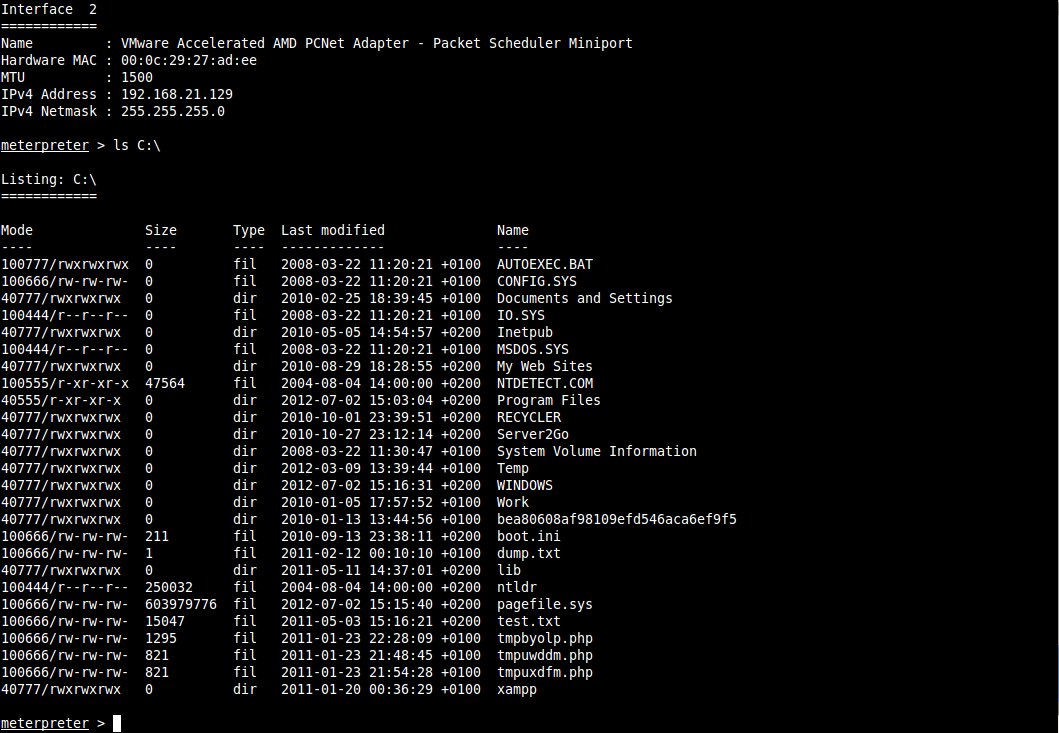 Interface  2
============
Name         : VMware Accelerated AMD PCNet Adapter - Packet Scheduler Miniport
Hardware MAC : 00:0c:29:27:ad:ee
MTU          : 1500
IPv4 Address : 192.168.21.129
IPv4 Netmask : 255.255.255.0

meterpreter > ls C:\

Listing: C:\
============

Mode              Size       Type  Last modified              Name
----              ----       ----  -------------              ----
100777/rwxrwxrwx  0          fil   2008-03-22 11:20:21 +0100  AUTOEXEC.BAT
100666/rw-rw-rw-  0          fil   2008-03-22 11:20:21 +0100  CONFIG.SYS
40777/rwxrwxrwx   0          dir   2010-02-25 18:39:45 +0100  Documents and Settings
100444/r--r--r--  0          fil   2008-03-22 11:20:21 +0100  IO.SYS
40777/rwxrwxrwx   0          dir   2010-05-05 14:54:57 +0200  Inetpub
100444/r--r--r--  0          fil   2008-03-22 11:20:21 +0100  MSDOS.SYS
40777/rwxrwxrwx   0          dir   2010-08-29 18:28:55 +0200  My Web Sites
100555/r-xr-xr-x  47564      fil   2004-08-04 14:00:00 +0200  NTDETECT.COM
40555/r-xr-xr-x   0          dir   2012-07-02 15:03:04 +0200  Program Files
40777/rwxrwxrwx   0          dir   2010-10-01 23:39:51 +0200  RECYCLER
40777/rwxrwxrwx   0          dir   2010-10-27 23:12:14 +0200  Server2Go
40777/rwxrwxrwx   0          dir   2008-03-22 11:30:47 +0100  System Volume Information
40777/rwxrwxrwx   0          dir   2012-03-09 13:39:44 +0100  Temp
40777/rwxrwxrwx   0          dir   2012-07-02 15:16:31 +0200  WINDOWS
40777/rwxrwxrwx   0          dir   2010-01-05 17:57:52 +0100  Work
40777/rwxrwxrwx   0          dir   2010-01-13 13:44:56 +0100  bea80608af98109efd546aca6ef9f5
100666/rw-rw-rw-  211        fil   2010-09-13 23:38:11 +0200  boot.ini
100666/rw-rw-rw-  1          fil   2011-02-12 00:10:10 +0100  dump.txt
40777/rwxrwxrwx   0          dir   2011-05-11 14:37:01 +0200  lib
100444/r--r--r--  250032     fil   2004-08-04 14:00:00 +0200  ntldr
100666/rw-rw-rw-  603979776  fil   2012-07-02 15:15:40 +0200  pagefile.sys
100666/rw-rw-rw-  15047      fil   2011-05-03 15:16:21 +0200  test.txt
100666/rw-rw-rw-  1295       fil   2011-01-23 22:28:09 +0100  tmpbyolp.php
100666/rw-rw-rw-  821        fil   2011-01-23 21:48:45 +0100  tmpuwddm.php
100666/rw-rw-rw-  821        fil   2011-01-23 21:54:28 +0100  tmpuxdfm.php
40777/rwxrwxrwx   0          dir   2011-01-20 00:36:29 +0100  xampp

meterpreter >